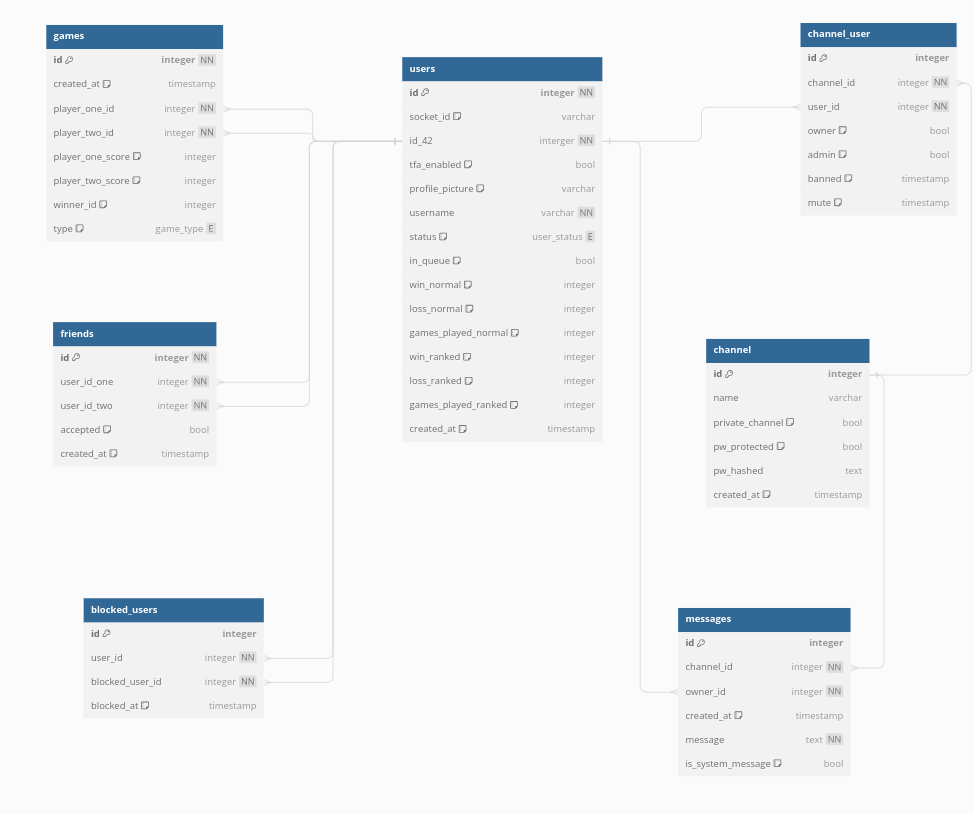 games
id integer NN
created_at timestamp
player_one_id integer NN
player_two_id integer NN
player_one_score integer
player_two_score integer
winner_id integer
type game_type E
users
id integer NN
socket_id varchar
id_42 interger NN
tfa_enabled bool
profile_picture varchar
username varchar NN
status user_status E
in_queue bool
win_normal integer
loss_normal integer
games_played_normal integer
win_ranked integer
loss_ranked integer
games_played_ranked integer
created_at timestamp
channel_user
id integer
channel_id integer NN
user_id integer NN
owner bool
admin bool
banned timestamp
mute timestamp
friends
id integer NN
user_id_one integer NN
user_id_two integer NN
accepted bool
created_at timestamp
channel
id integer
name varchar
private_channel bool
pw_protected bool
pw_hashed text
created_at timestamp
blocked_users
id integer
user_id integer NN
blocked_user_id integer NN
blocked_at timestamp
messages
id integer
channel_id integer NN
owner_id integer NN
created_at timestamp
message text NN
is_system_message bool